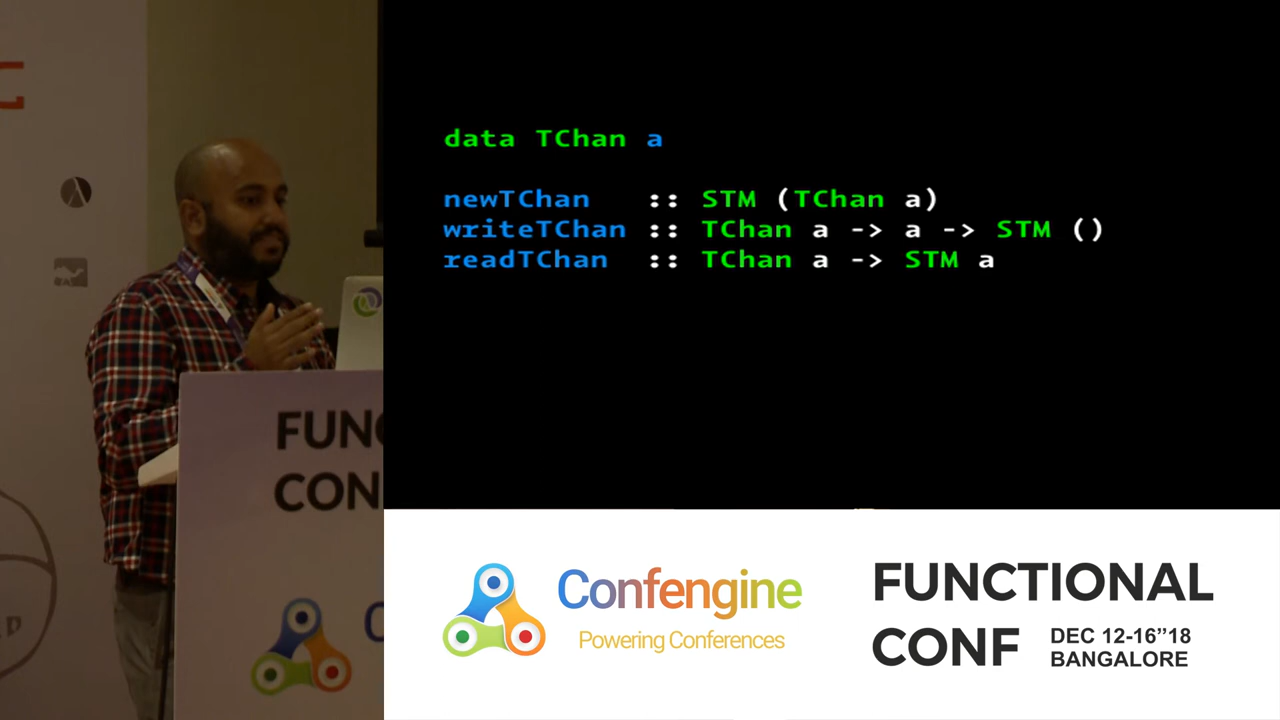 data TChan a
newTChan :: STM (TChan a)
writeTChan :: TChan a -> a -> STM ()
readTChan :: TChan a -> STM a
FUNC
CON
Confengine
Powering Conferences
FUNCTIONAL
CONF
DEC 12-16”18
BANGALORE